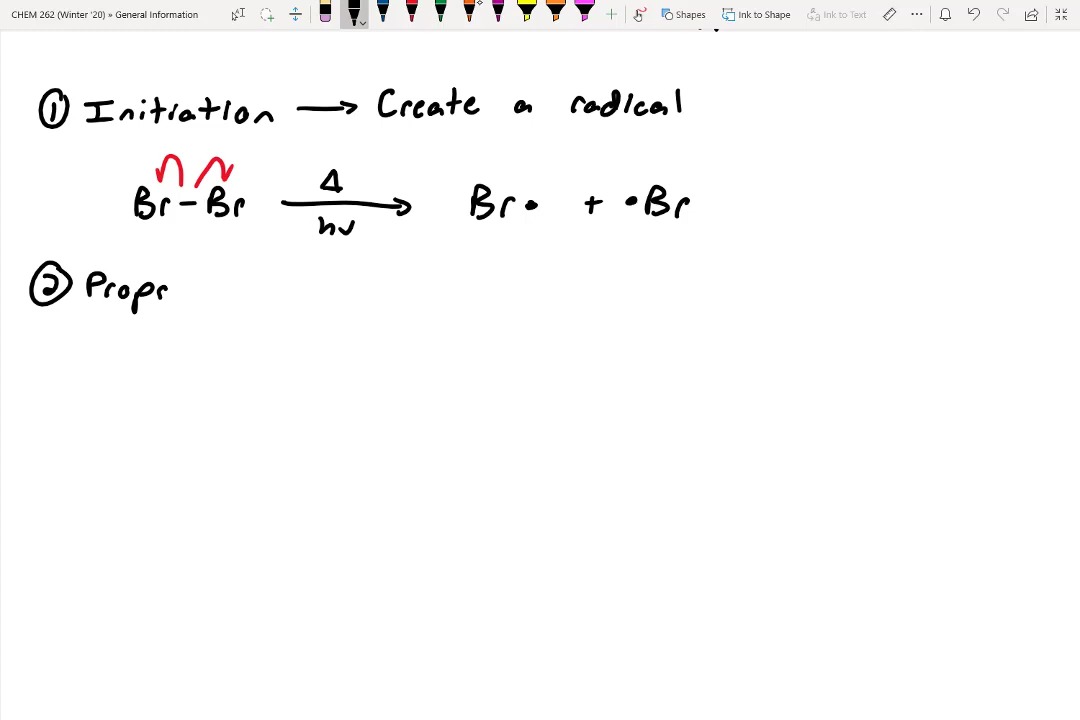 CHEM 262 (Winter '20) » General Information
Shapes
Ink to Shape
Ink to Text
① Initiation → Create a radical
Δ
Br-Br → Br• + •Br
hν
② Propr